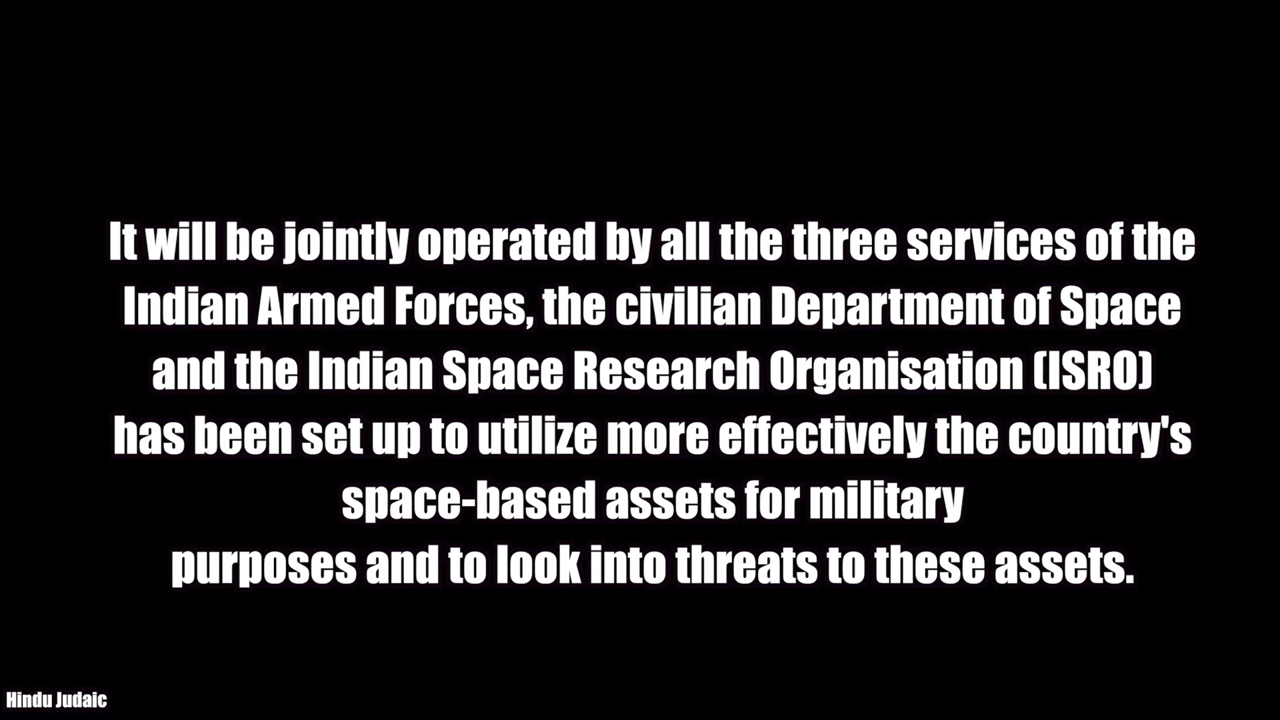 It will be jointly operated by all the three services of the
Indian Armed Forces, the civilian Department of Space
and the Indian Space Research Organisation (ISRO)
has been set up to utilize more effectively the country's
space-based assets for military
purposes and to look into threats to these assets.
Hindu Judaic